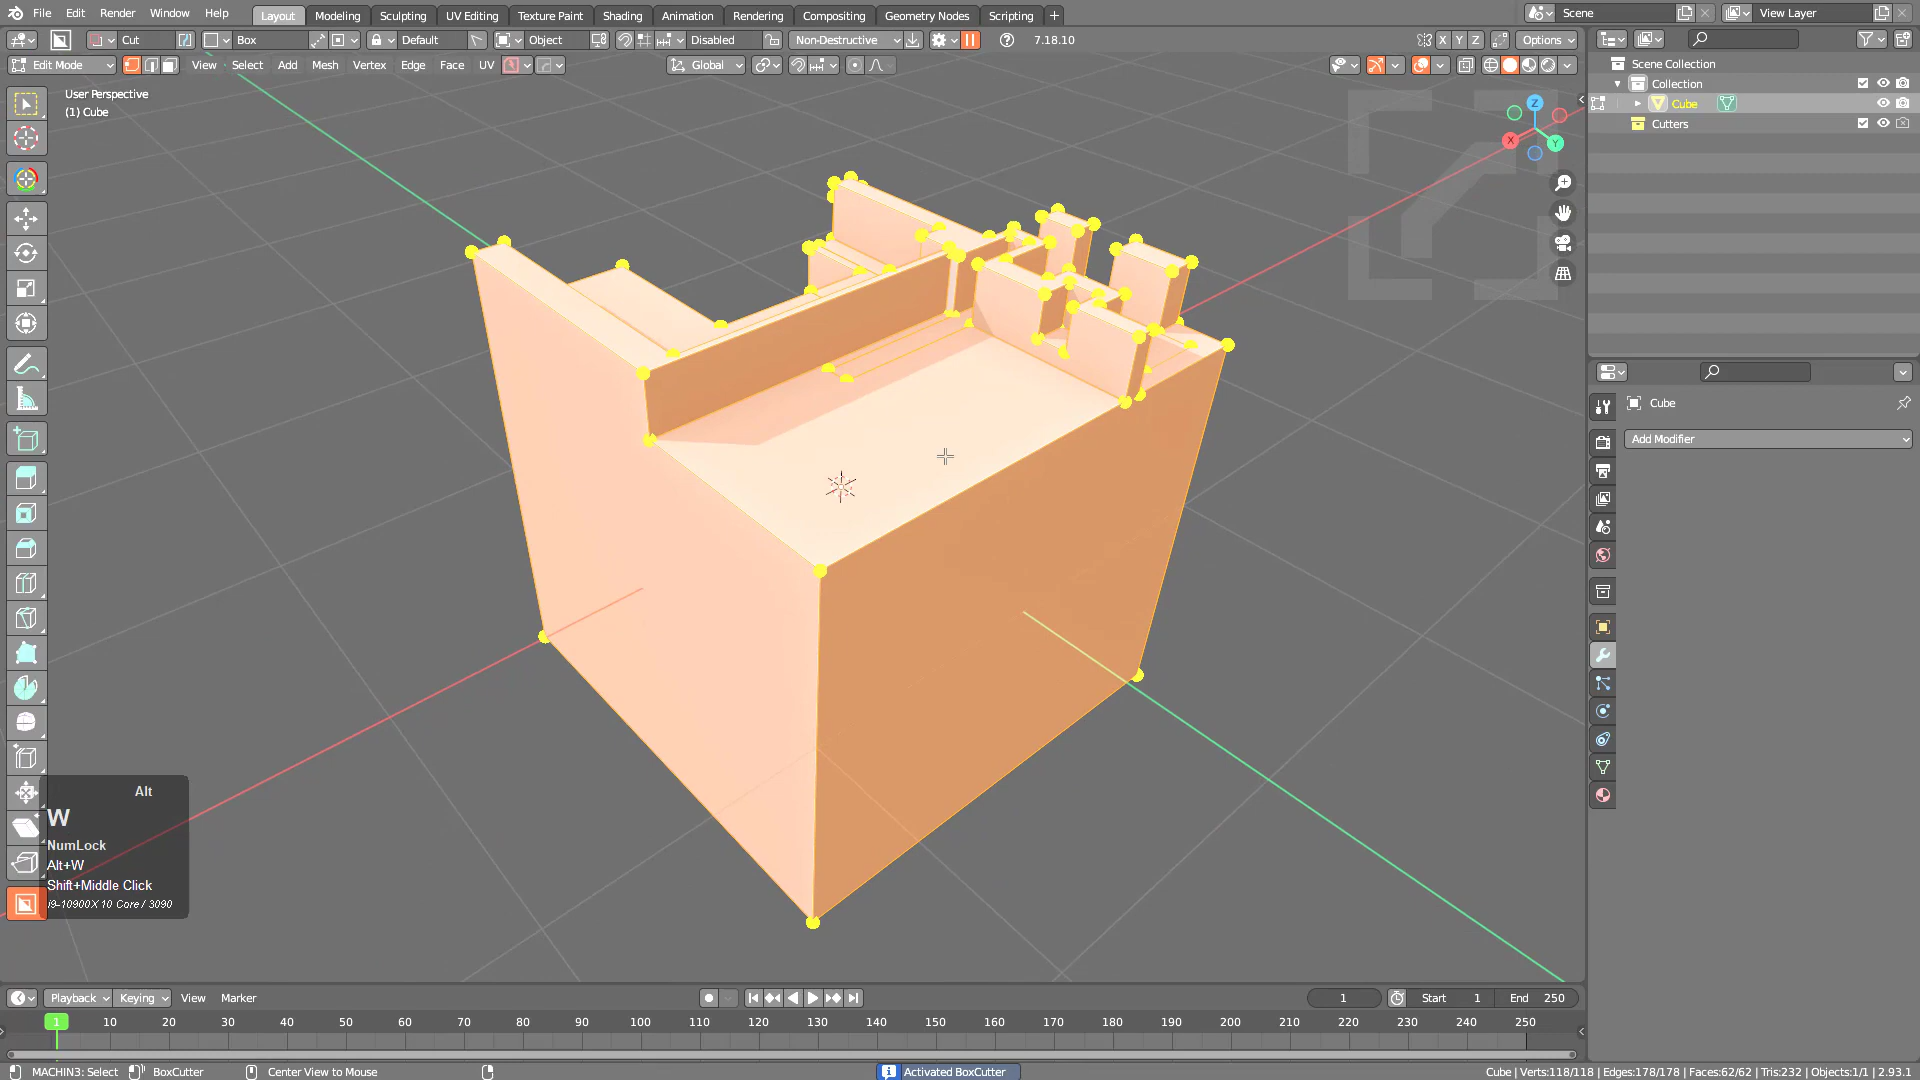 File Edit Render Window Help Layout Modeling Sculpting UV Editing Texture Paint Shading Animation Rendering Compositing Geometry Nodes Scripting + Scene View Layer
Cut Box Default Object Disabled Non-Destructive 7.18.10 X Y Z Options
Edit Mode View Select Add Mesh Vertex Edge Face UV Global
User Perspective
(1) Cube
Z
X
Y
Scene Collection
Collection
Cube
Cutters
Cube
Add Modifier
Alt
W
NumLock
Alt+W
Shift+Middle Click
i9-10900X 10 Core / 3090
Playback Keying View Marker 1 Start 1 End 250
1 10 20 30 40 50 60 70 80 90 100 110 120 130 140 150 160 170 180 190 200 210 220 230 240 250
MACHIN3: Select BoxCutter Center View to Mouse Activated BoxCutter Cube | Verts:118/118 | Edges:178/178 | Faces:62/62 | Tris:232 | Objects:1/1 | 2.93.1